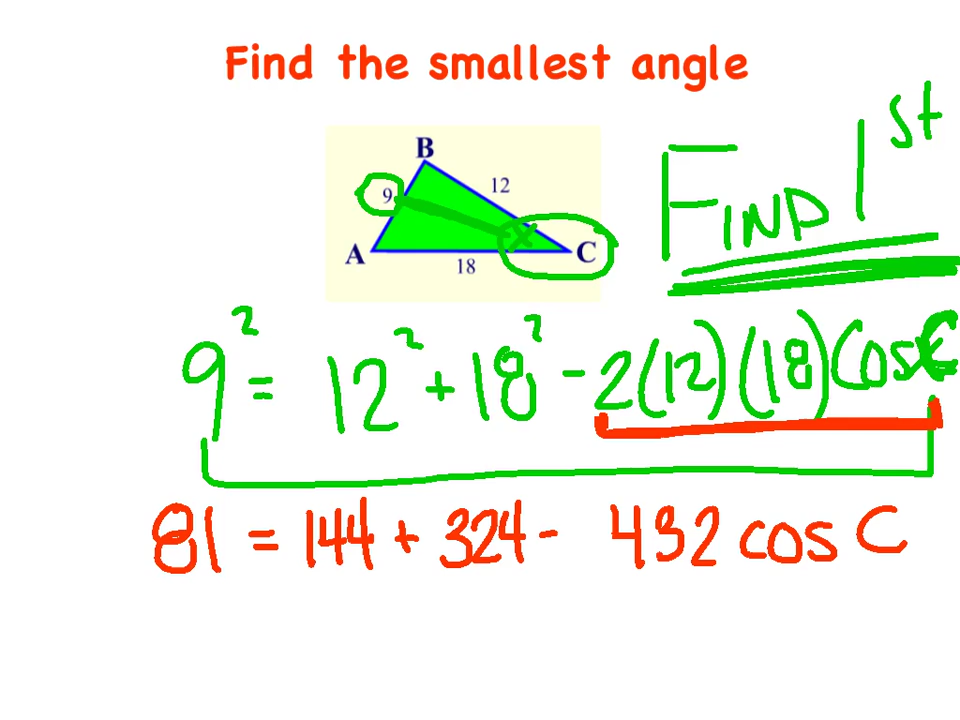 Find the smallest angle
Find 1st
B
9
12
A
18
x
C
9² = 12² + 18² - 2(12)(18)cos C
81 = 144 + 324 - 432 cos C